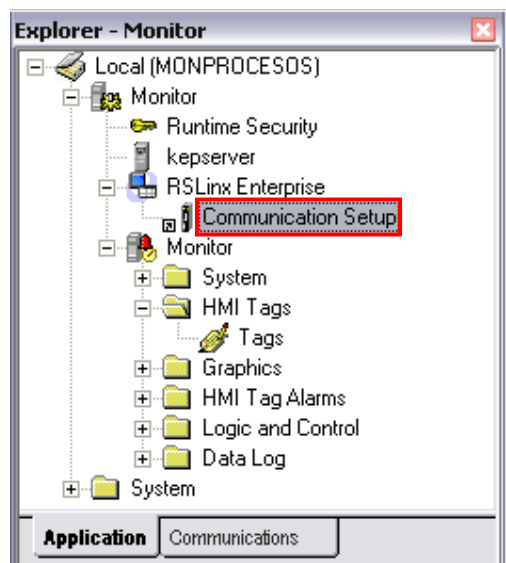 Explorer - Monitor
Local (MONPROCESOS)
Monitor
Runtime Security
kepserver
RSLinx Enterprise
Communication Setup
Monitor
System
HMI Tags
Tags
Graphics
HMI Tag Alarms
Logic and Control
Data Log
System
Application Communications